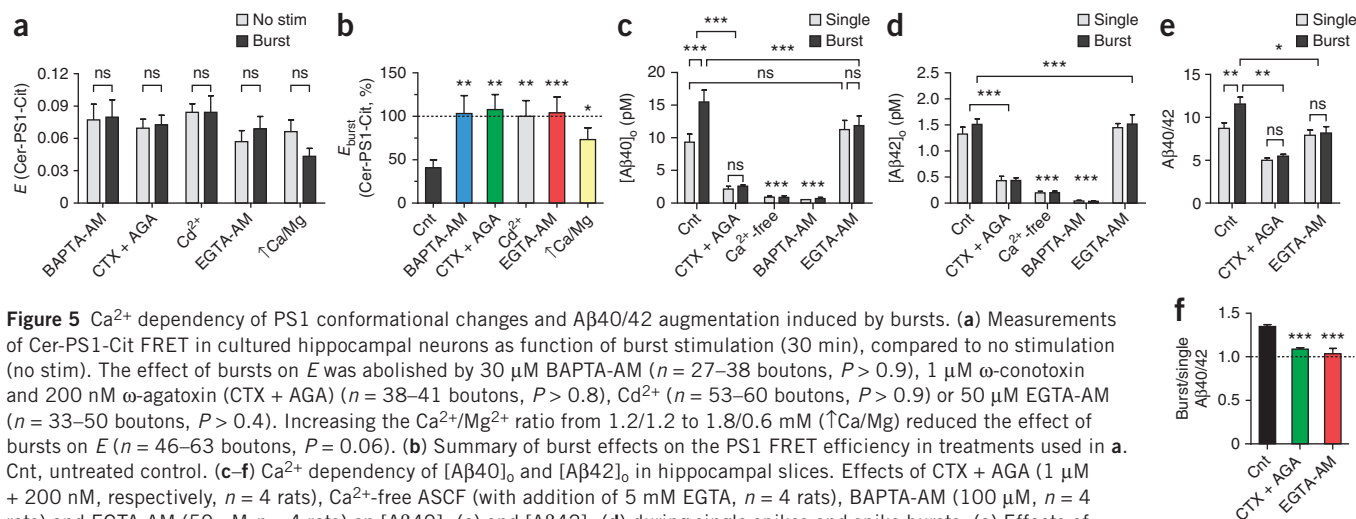 a
No stim
Burst
ns ns ns ns ns
E (Cer-PS1-Cit)
0.12
0.09
0.06
0.03
0
BAPTA-AM
CTX + AGA
Cd2+
EGTA-AM
↑Ca/Mg
b
** ** ** *** *
Eburst
(Cer-PS1-Cit, %)
150
100
50
0
Cnt
BAPTA-AM
CTX + AGA
Cd2+
EGTA-AM
↑Ca/Mg
c
Single
Burst
***
*** ***
ns ns
ns *** ***
[Aβ40]o (pM)
20
15
10
5
0
Cnt
CTX + AGA
Ca2+-free
BAPTA-AM
EGTA-AM
d
Single
Burst
***
***
*** ***
[Aβ42]o (pM)
2.5
2.0
1.5
1.0
0.5
0
Cnt
CTX + AGA
Ca2+-free
BAPTA-AM
EGTA-AM
e
Single
Burst
*
** **
ns ns
Aβ40/42
15
10
5
0
Cnt
CTX + AGA
EGTA-AM
f
*** ***
Burst/single
Aβ40/42
1.5
1.0
0.5
0
Cnt
CTX + AGA
EGTA-AM
Figure 5 Ca2+ dependency of PS1 conformational changes and Aβ40/42 augmentation induced by bursts. (a) Measurements
of Cer-PS1-Cit FRET in cultured hippocampal neurons as function of burst stimulation (30 min), compared to no stimulation
(no stim). The effect of bursts on E was abolished by 30 μM BAPTA-AM (n = 27–38 boutons, P > 0.9), 1 μM ω-conotoxin
and 200 nM ω-agatoxin (CTX + AGA) (n = 38–41 boutons, P > 0.8), Cd2+ (n = 53–60 boutons, P > 0.9) or 50 μM EGTA-AM
(n = 33–50 boutons, P > 0.4). Increasing the Ca2+/Mg2+ ratio from 1.2/1.2 to 1.8/0.6 mM (↑Ca/Mg) reduced the effect of
bursts on E (n = 46–63 boutons, P = 0.06). (b) Summary of burst effects on the PS1 FRET efficiency in treatments used in a.
Cnt, untreated control. (c–f) Ca2+ dependency of [Aβ40]o and [Aβ42]o in hippocampal slices. Effects of CTX + AGA (1 μM
+ 200 nM, respectively, n = 4 rats), Ca2+-free ASCF (with addition of 5 mM EGTA, n = 4 rats), BAPTA-AM (100 μM, n = 4